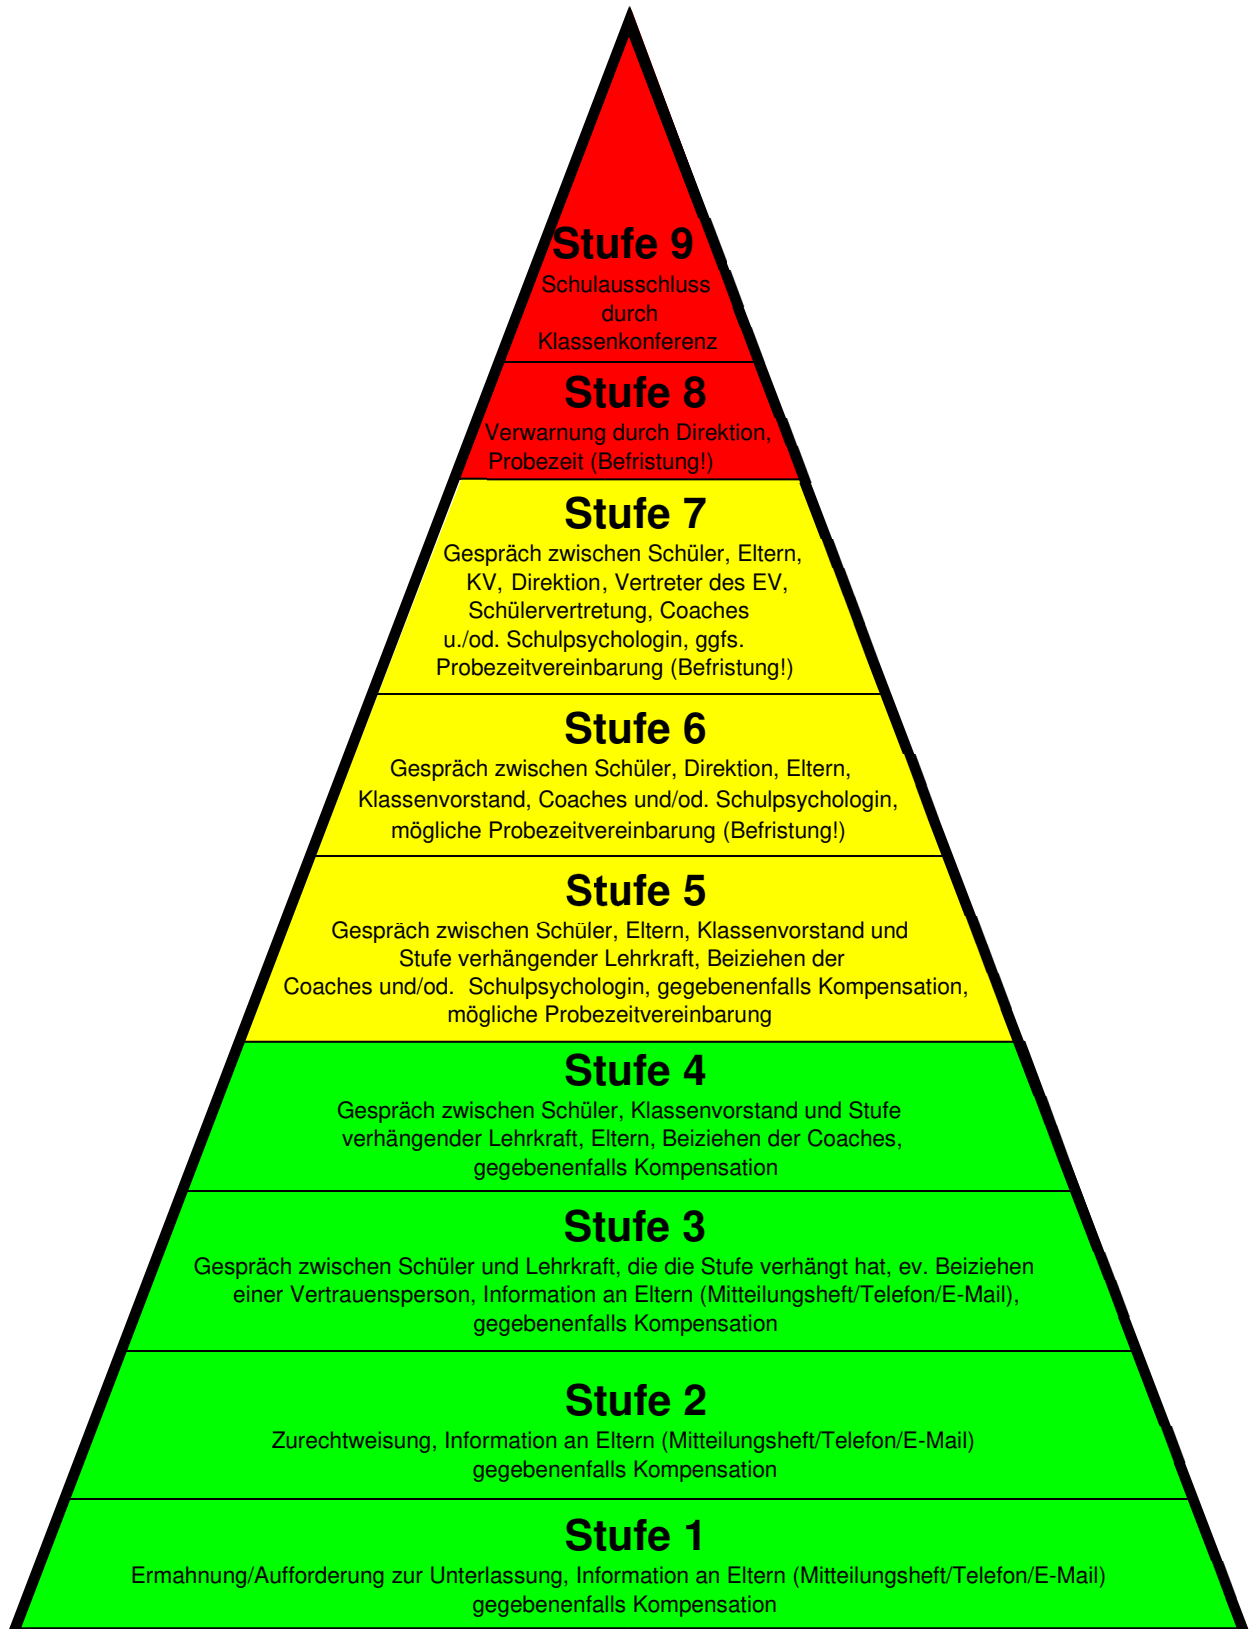 Stufe 9
Schulausschluss
durch
Klassenkonferenz
Stufe 8
Verwarnung durch Direktion,
Probezeit (Befristung!)
Stufe 7
Gespräch zwischen Schüler, Eltern,
KV, Direktion, Vertreter des EV,
Schülervertretung, Coaches
u./od. Schulpsychologin, ggfs.
Probezeitvereinbarung (Befristung!)
Stufe 6
Gespräch zwischen Schüler, Direktion, Eltern,
Klassenvorstand, Coaches und/od. Schulpsychologin,
mögliche Probezeitvereinbarung (Befristung!)
Stufe 5
Gespräch zwischen Schüler, Eltern, Klassenvorstand und
Stufe verhängender Lehrkraft, Beiziehen der
Coaches und/od. Schulpsychologin, gegebenenfalls Kompensation,
mögliche Probezeitvereinbarung
Stufe 4
Gespräch zwischen Schüler, Klassenvorstand und Stufe
verhängender Lehrkraft, Eltern, Beiziehen der Coaches,
gegebenenfalls Kompensation
Stufe 3
Gespräch zwischen Schüler und Lehrkraft, die die Stufe verhängt hat, ev. Beiziehen
einer Vertrauensperson, Information an Eltern (Mitteilungsheft/Telefon/E-Mail),
gegebenenfalls Kompensation
Stufe 2
Zurechtweisung, Information an Eltern (Mitteilungsheft/Telefon/E-Mail)
gegebenenfalls Kompensation
Stufe 1
Ermahnung/Aufforderung zur Unterlassung, Information an Eltern (Mitteilungsheft/Telefon/E-Mail)
gegebenenfalls Kompensation